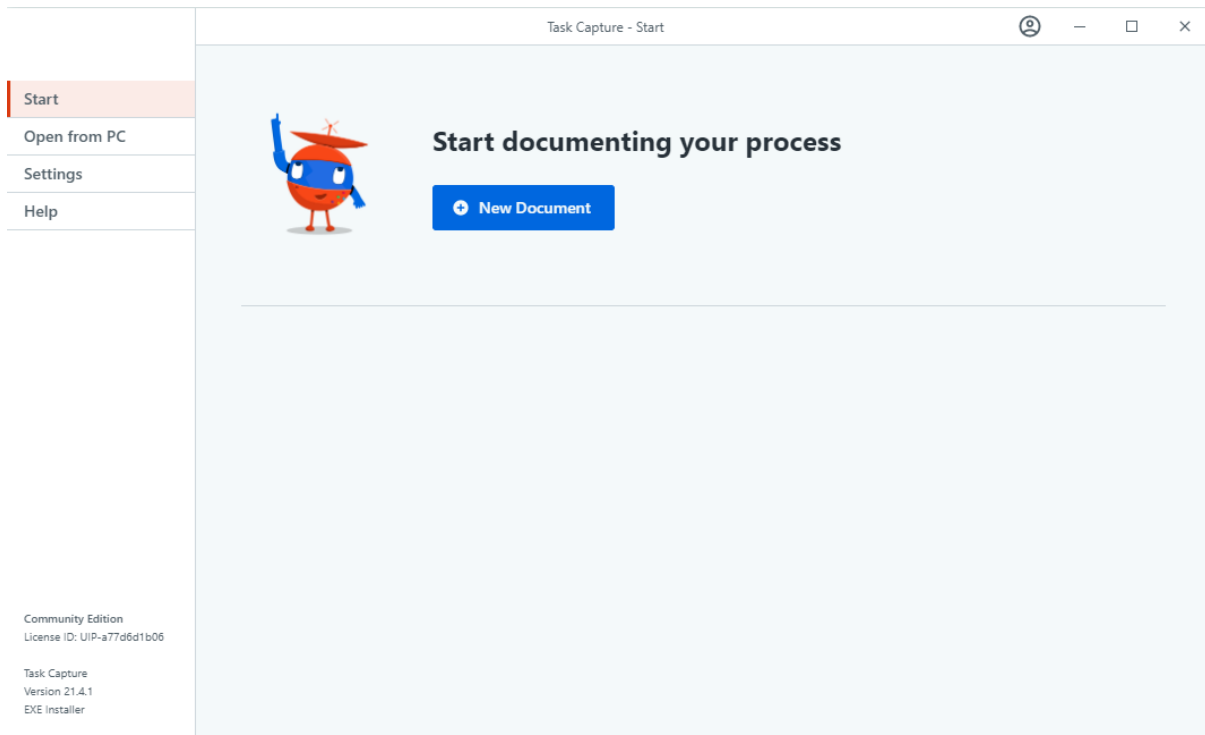 Task Capture - Start
Start
Open from PC
Settings
Help
Start documenting your process
New Document
Community Edition
License ID: UIP-a77d6d1b06
Task Capture
Version 21.4.1
EXE Installer